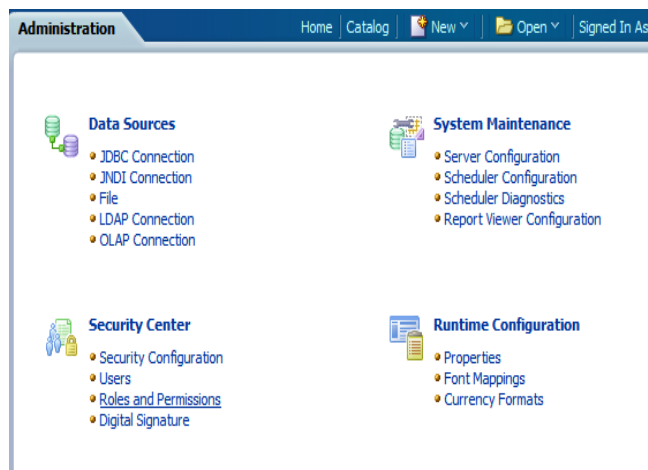 Administration
Home Catalog New Open Signed In As
Data Sources
JDBC Connection
JNDI Connection
File
LDAP Connection
OLAP Connection
System Maintenance
Server Configuration
Scheduler Configuration
Scheduler Diagnostics
Report Viewer Configuration
Security Center
Security Configuration
Users
Roles and Permissions
Digital Signature
Runtime Configuration
Properties
Font Mappings
Currency Formats